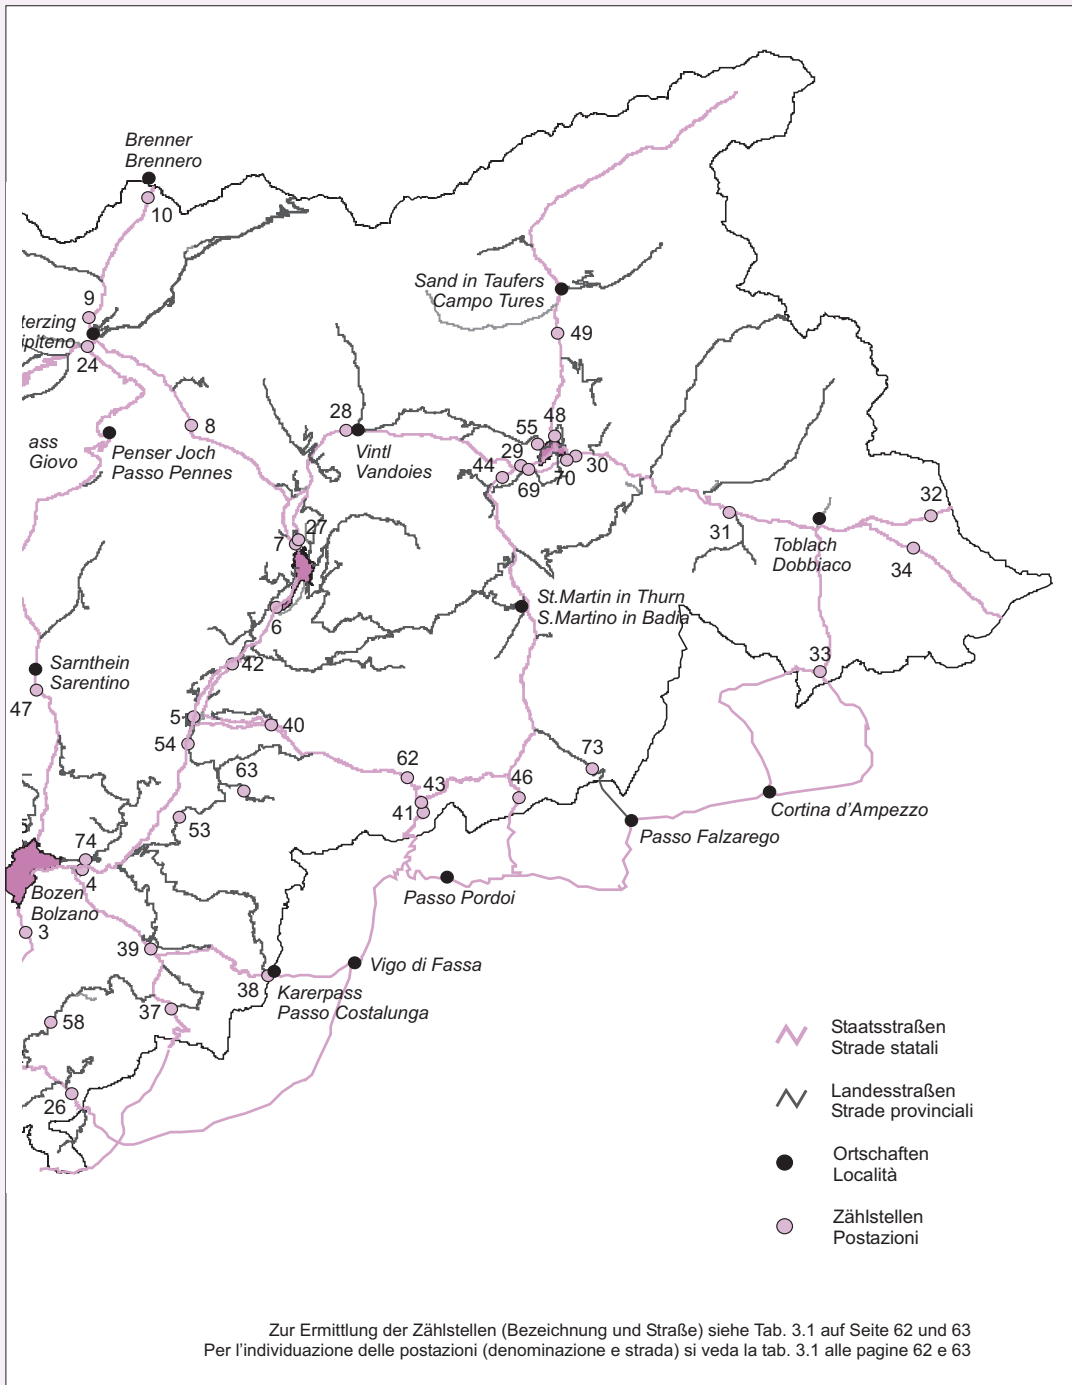 Brenner
Brennero
10
9
terzing
ipiteno
24
Sand in Taufers
Campo Tures
49
8
28
ass
Giovo
Penser Joch
Passo Pennes
Vintl
Vandoies
55
48
29
30
44
69
70
32
31
Toblach
Dobbiaco
34
27
7
6
St.Martin in Thurn
S.Martino in Badia
Sarnthein
Sarentino
42
33
47
5
40
54
62
63
43
73
46
41
53
Cortina d'Ampezzo
Passo Falzarego
74
4
Bozen
Bolzano
Passo Pordoi
3
39
Vigo di Fassa
38
Karerpass
Passo Costalunga
37
58
26
Staatsstraßen
Strade statali
Landesstraßen
Strade provinciali
Ortschaften
Località
Zählstellen
Postazioni
Zur Ermittlung der Zählstellen (Bezeichnung und Straße) siehe Tab. 3.1 auf Seite 62 und 63
Per l'individuazione delle postazioni (denominazione e strada) si veda la tab. 3.1 alle pagine 62 e 63